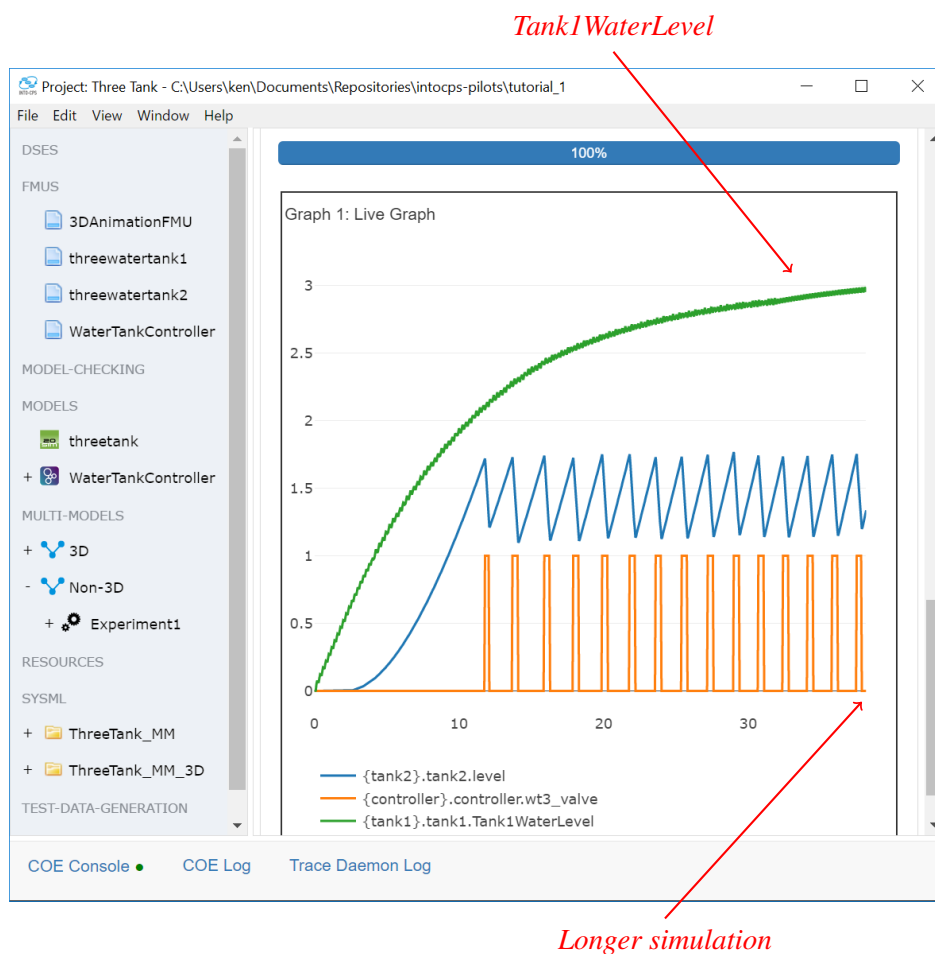 Tank1WaterLevel
Project: Three Tank - C:\Users\ken\Documents\Repositories\intocps-pilots\tutorial_1
File Edit View Window Help
DSES
FMUS
3DAnimationFMU
threewatertank1
threewatertank2
WaterTankController
MODEL-CHECKING
MODELS
threetank
+ WaterTankController
MULTI-MODELS
+ 3D
- Non-3D
+ Experiment1
RESOURCES
SYSML
+ ThreeTank_MM
+ ThreeTank_MM_3D
TEST-DATA-GENERATION
100%
Graph 1: Live Graph
3
2.5
2
1.5
1
0.5
0
0 10 20 30
{tank2}.tank2.level
{controller}.controller.wt3_valve
{tank1}.tank1.Tank1WaterLevel
COE Console COE Log Trace Daemon Log
Longer simulation